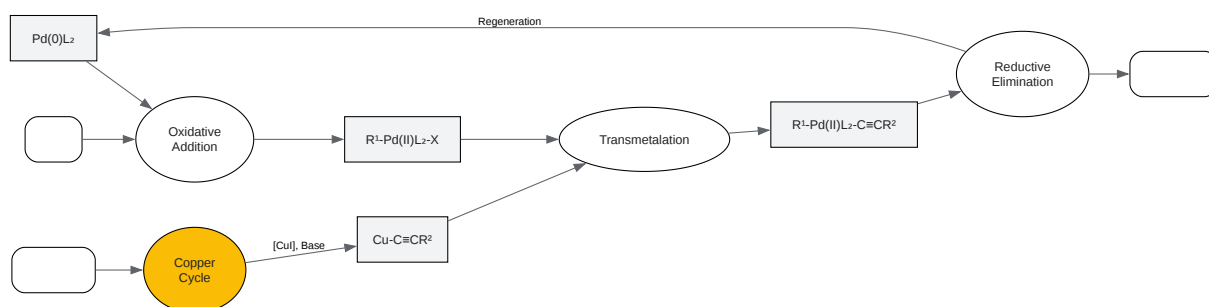 Regeneration
Pd(0)L₂
Reductive
Elimination
Oxidative
Addition
R¹-Pd(II)L₂-X
Transmetalation
R¹-Pd(II)L₂-C≡CR²
Cu-C≡CR²
[CuI], Base
Copper
Cycle